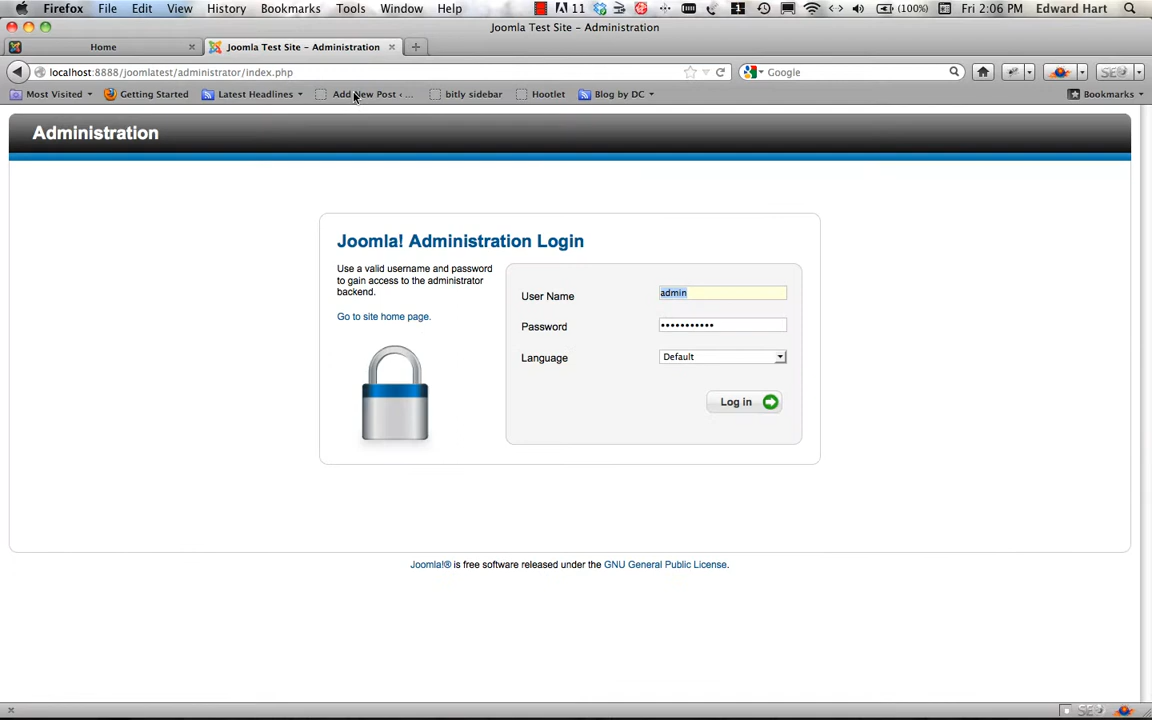 Firefox File Edit View History Bookmarks Tools Window Help 11 (100%) Fri 2:06 PM Edward Hart
Joomla Test Site – Administration
Home Joomla Test Site – Administration
localhost:8888/joomlatest/administrator/index.php Google SEO
Most Visited Getting Started Latest Headlines Add New Post ‹ ... bitly sidebar Hootlet Blog by DC Bookmarks
Administration
Joomla! Administration Login
Use a valid username and password
to gain access to the administrator
backend.
Go to site home page.
User Name admin
Password •••••••••••
Language Default
Log in
Joomla!® is free software released under the GNU General Public License.
SEO